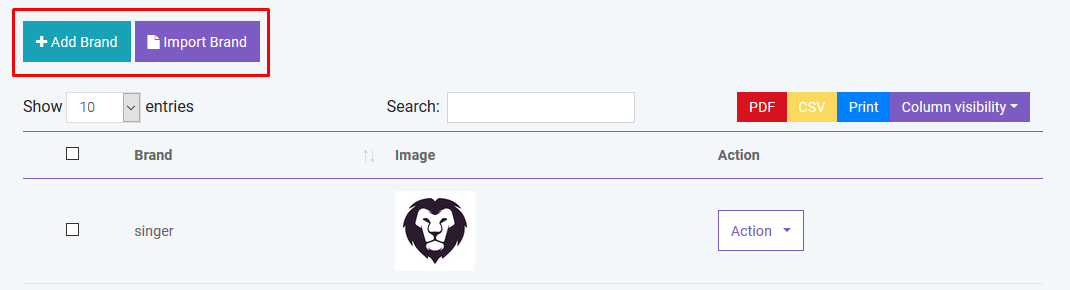 Add Brand Import Brand
Show 10 entries Search: PDF CSV Print Column visibility
Brand Image Action
singer Action